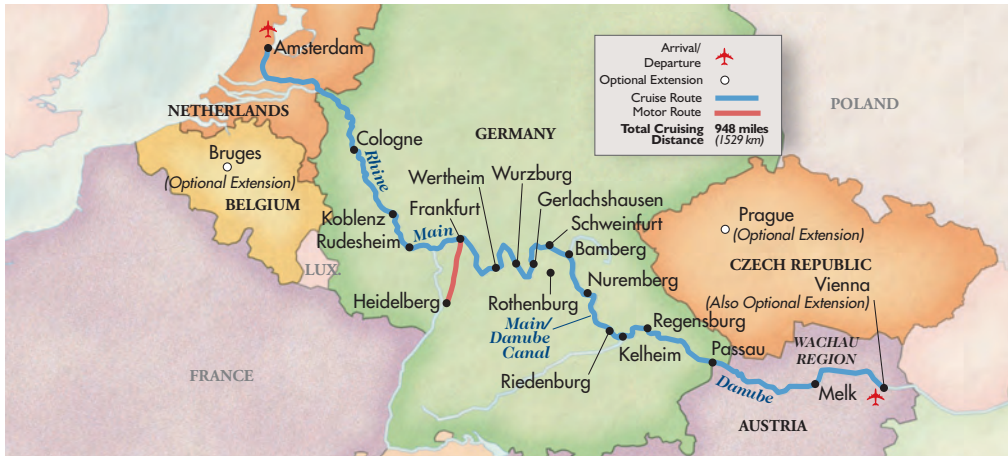 Amsterdam
NETHERLANDS
Bruges
(Optional Extension)
BELGIUM
LUX.
FRANCE
Cologne
Rhine
Koblenz
Rudesheim
Main
Frankfurt
Heidelberg
GERMANY
Wertheim
Wurzburg
Gerlachshausen
Schweinfurt
Bamberg
Rothenburg
Nuremberg
Main/
Danube
Canal
Riedenburg
Kelheim
Regensburg
Passau
Danube
Arrival/
Departure
Optional Extension
Cruise Route
Motor Route
Total Cruising 948 miles
Distance (1529 km)
POLAND
Prague
(Optional Extension)
CZECH REPUBLIC
Vienna
(Also Optional Extension)
WACHAU
REGION
Melk
AUSTRIA